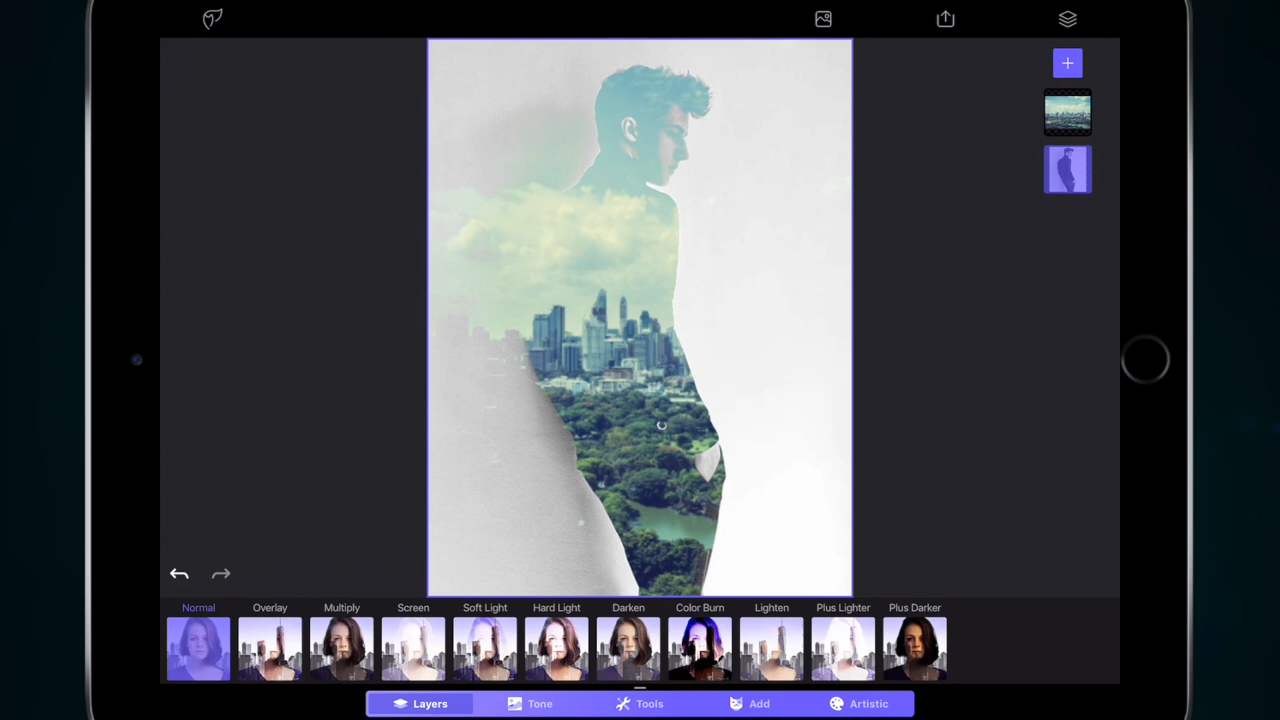 Normal Overlay Multiply Screen Soft Light Hard Light Darken Color Burn Lighten Plus Lighter Plus Darker
Layers Tone Tools Add Artistic